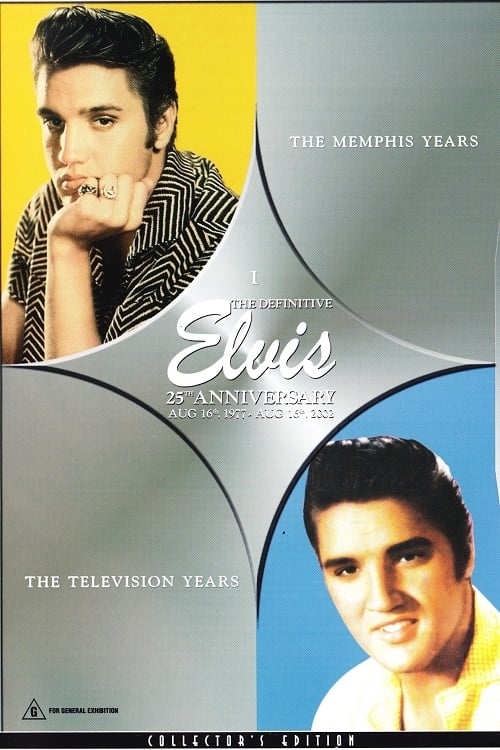 THE MEMPHIS YEARS
I
THE DEFINITIVE
Elvis
25TH ANNIVERSARY
AUG 16th, 1977 - AUG 16th, 2002
THE TELEVISION YEARS
G FOR GENERAL EXHIBITION
COLLECTOR'S EDITION